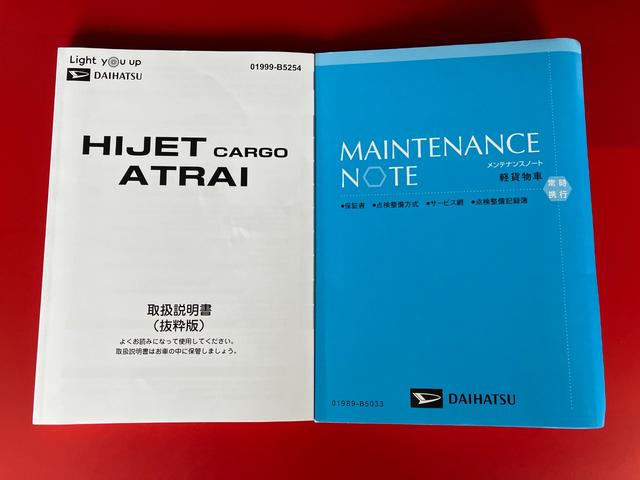 Light you up
DAIHATSU
01999-B5254
HIJET CARGO
ATRAI
取扱説明書
（抜粋版）
よくお読みになって使用してください。
取扱説明書はお車の中に保管しましょう。
MAINTENANCE
NOTE
メンテナンスノート
軽貨物車
常時
携行
●保証書 ●点検整備方式 ●サービス網 ●点検整備記録簿
01989-B5033
DAIHATSU